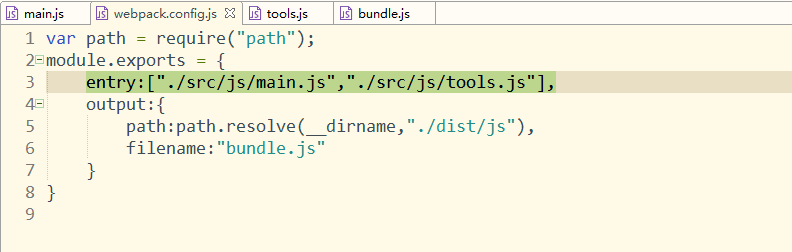 main.js webpack.config.js tools.js bundle.js
1 var path = require("path");
2 module.exports = {
3 entry:["./src/js/main.js","./src/js/tools.js"],
4 output:{
5 path:path.resolve(__dirname,"./dist/js"),
6 filename:"bundle.js"
7 }
8 }
9